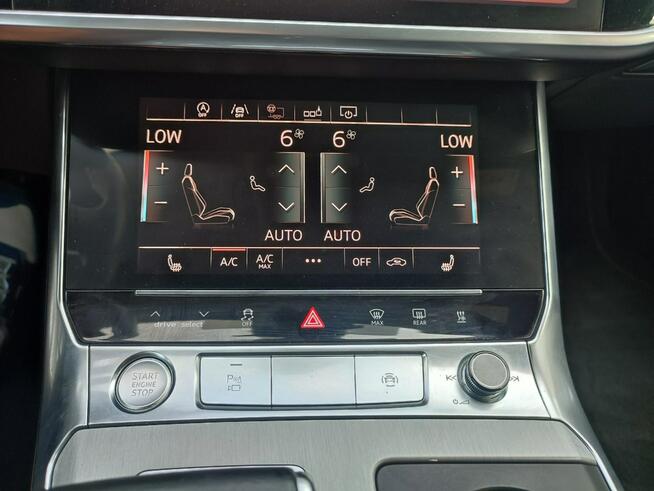 A OFF OFF
LOW 6 6 LOW
+ +
− −
AUTO AUTO
A/C A/C MAX ••• OFF
drive select OFF MAX REAR
START ENGINE STOP
P